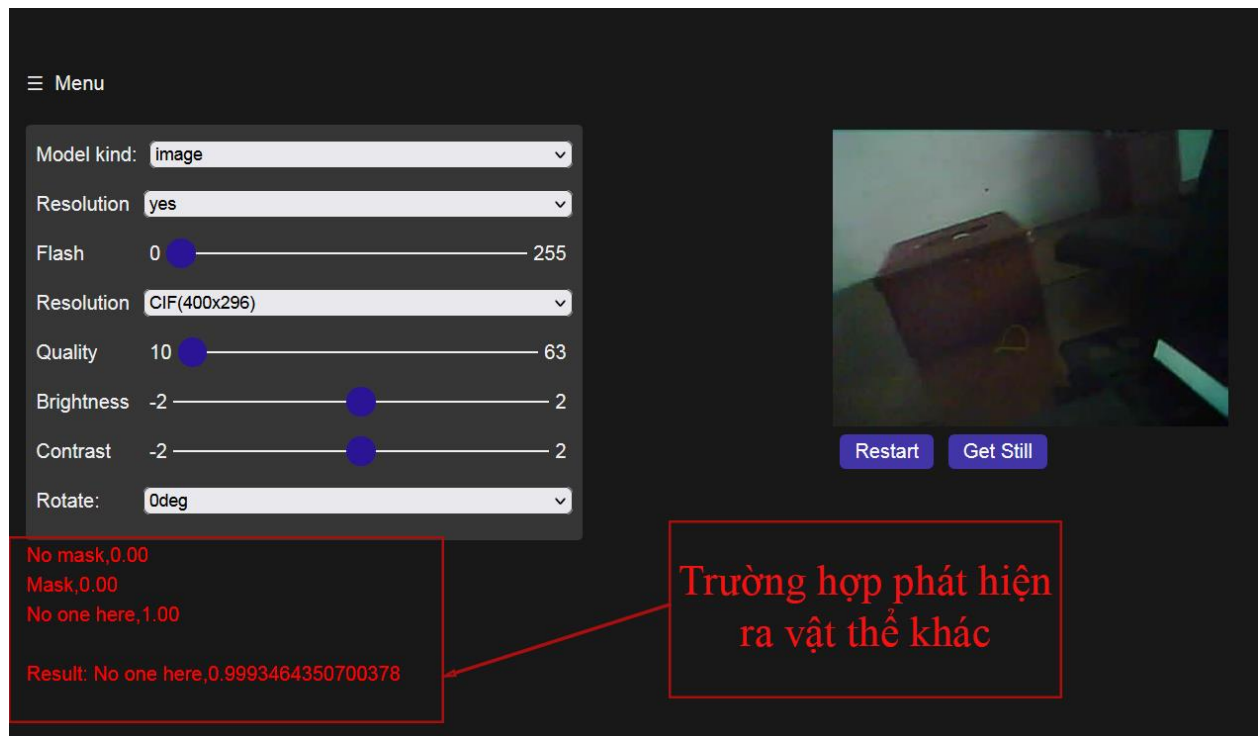 ☰ Menu
Model kind: image
Resolution yes
Flash 0 255
Resolution CIF(400x296)
Quality 10 63
Brightness -2 2
Contrast -2 2
Rotate: 0deg
Restart Get Still
No mask,0.00
Mask,0.00
No one here,1.00
Result: No one here,0.9993464350700378
Trường hợp phát hiện
ra vật thể khác